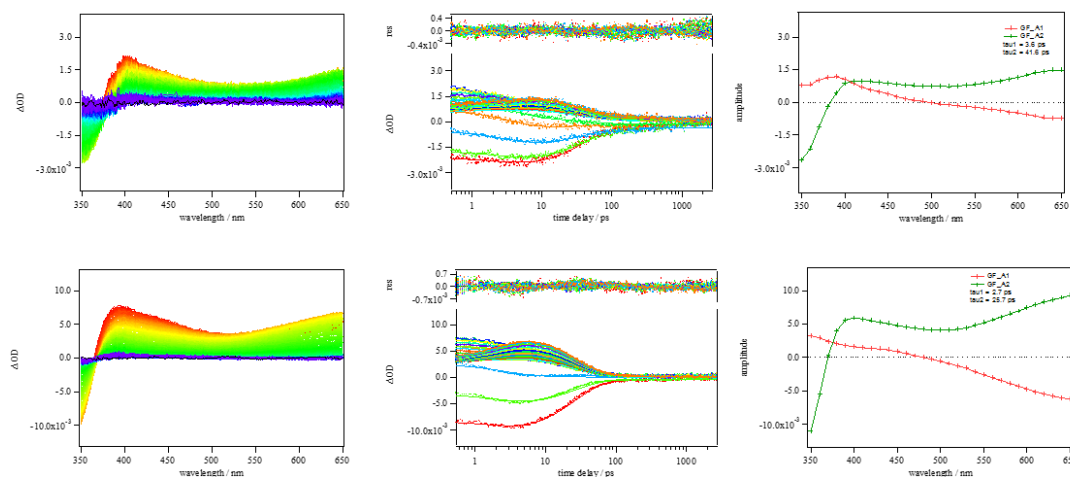 3.0
1.5
0.0
-1.5
-3.0x10⁻³
ΔOD
350 400 450 500 550 600 650
wavelength / nm
0.4
0.0
-0.4x10⁻³
res
3.0
1.5
0.0
-1.5
-3.0x10⁻³
ΔOD
1 10 100 1000
time delay / ps
GF_A1
GF_A2
tau1 = 3.6 ps
tau2 = 41.6 ps
3.0
1.5
0.0
-1.5
-3.0x10⁻³
amplitude
350 400 450 500 550 600 650
wavelength / nm
10.0
5.0
0.0
-5.0
-10.0x10⁻³
ΔOD
350 400 450 500 550 600 650
wavelength / nm
0.7
0.0
-0.7x10⁻³
res
10.0
5.0
0.0
-5.0
-10.0x10⁻³
ΔOD
1 10 100 1000
time delay / ps
GF_A1
GF_A2
tau1 = 2.7 ps
tau2 = 25.7 ps
10.0
5.0
0.0
-5.0
-10.0x10⁻³
amplitude
350 400 450 500 550 600 650
wavelength / nm